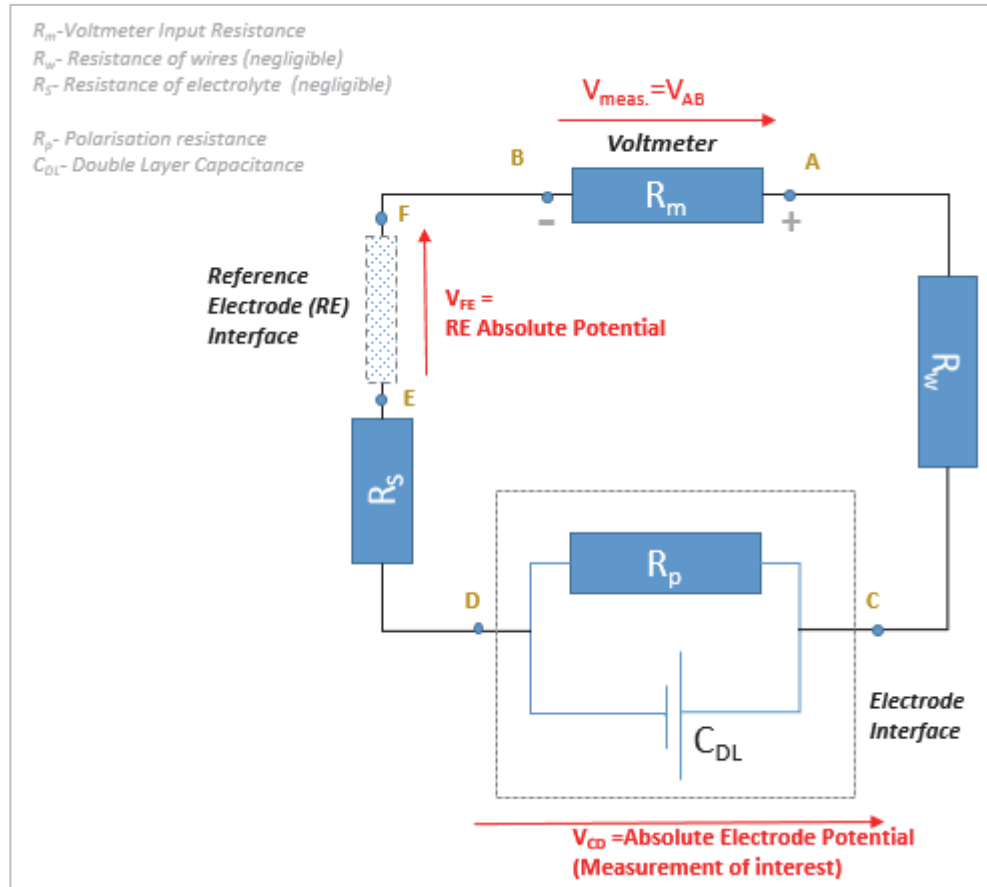 Rm-Voltmeter Input Resistance
Rw- Resistance of wires (negligible)
RS- Resistance of electrolyte (negligible)
Rp- Polarisation resistance
CDL- Double Layer Capacitance
Vmeas.=VAB
Voltmeter
B
A
Rm
-
+
F
Reference
Electrode (RE)
Interface
VFE =
RE Absolute Potential
Rw
E
RS
Rp
D
C
CDL
Electrode
Interface
VCD =Absolute Electrode Potential
(Measurement of interest)